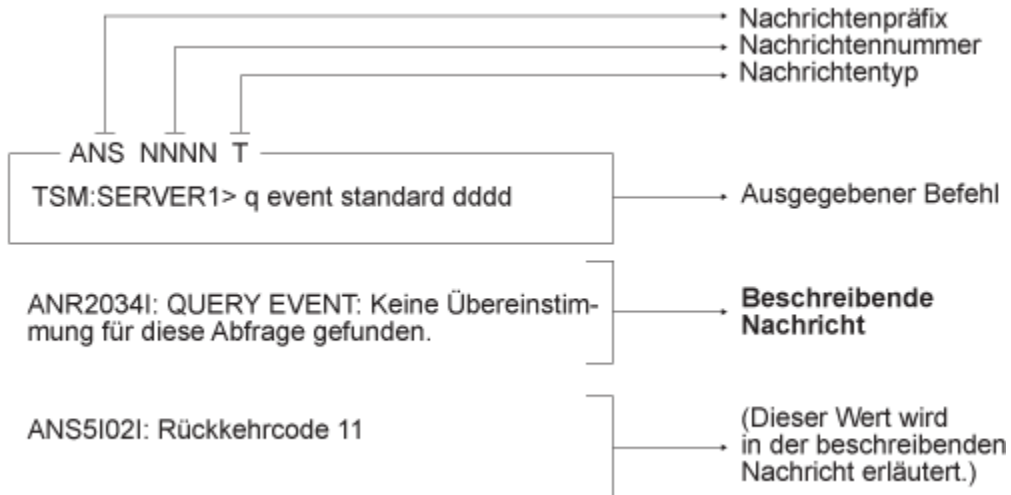 Nachrichtenpräfix
Nachrichtennummer
Nachrichtentyp
ANS NNNN T
TSM:SERVER1> q event standard dddd
Ausgegebener Befehl
ANR2034I: QUERY EVENT: Keine Übereinstim-
mung für diese Abfrage gefunden.
Beschreibende
Nachricht
ANS5I02I: Rückkehrcode 11
(Dieser Wert wird
in der beschreibenden
Nachricht erläutert.)